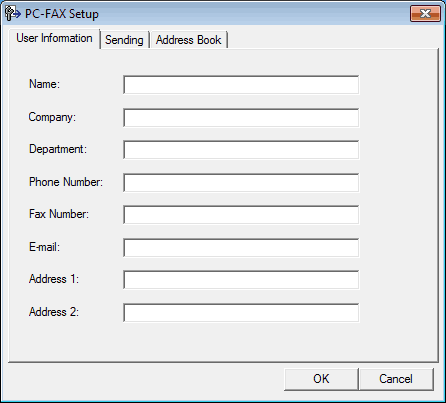 PC-FAX Setup
User Information Sending Address Book
Name:
Company:
Department:
Phone Number:
Fax Number:
E-mail:
Address 1:
Address 2:
OK Cancel